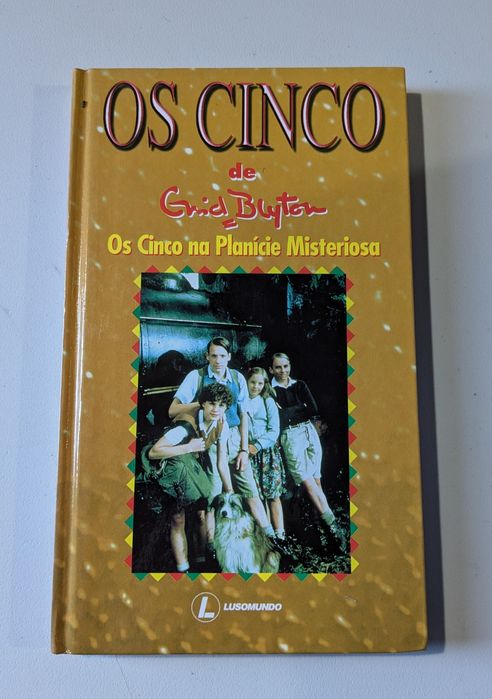 OS CINCO
de
Enid Blyton
Os Cinco na Planície Misteriosa
L LUSOMUNDO